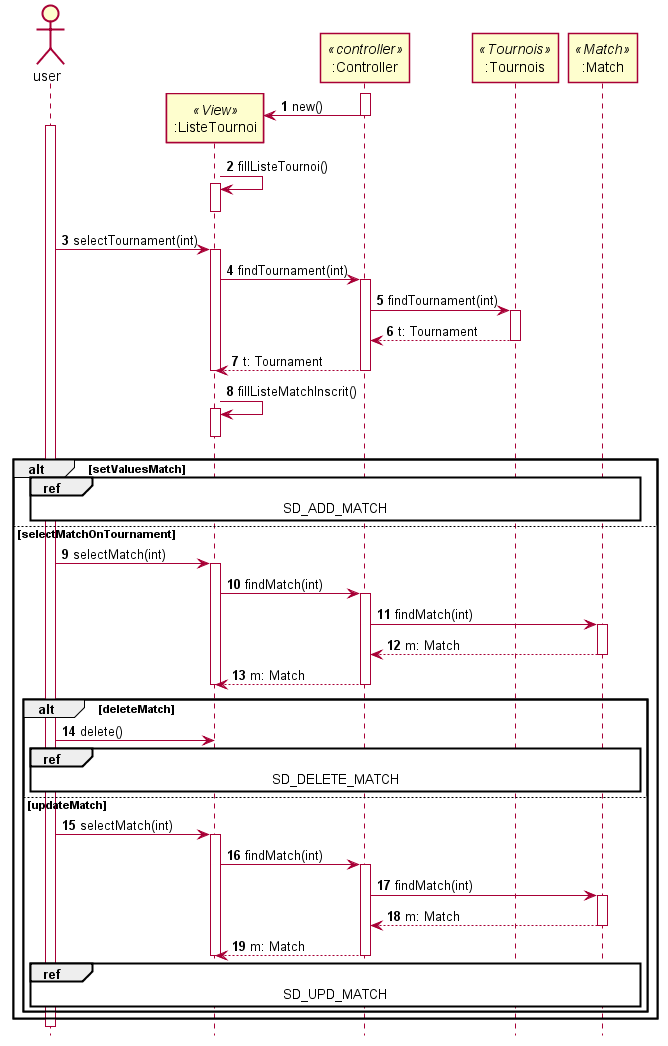 user
«controller»
:Controller
«Tournois»
:Tournois
«Match»
:Match
«View»
:ListeTournoi
1 new()
2 fillListeTournoi()
3 selectTournament(int)
4 findTournament(int)
5 findTournament(int)
6 t: Tournament
7 t: Tournament
8 fillListeMatchInscrit()
alt [setValuesMatch]
ref
SD_ADD_MATCH
[selectMatchOnTournament]
9 selectMatch(int)
10 findMatch(int)
11 findMatch(int)
12 m: Match
13 m: Match
alt [deleteMatch]
14 delete()
ref
SD_DELETE_MATCH
[updateMatch]
15 selectMatch(int)
16 findMatch(int)
17 findMatch(int)
18 m: Match
19 m: Match
ref
SD_UPD_MATCH